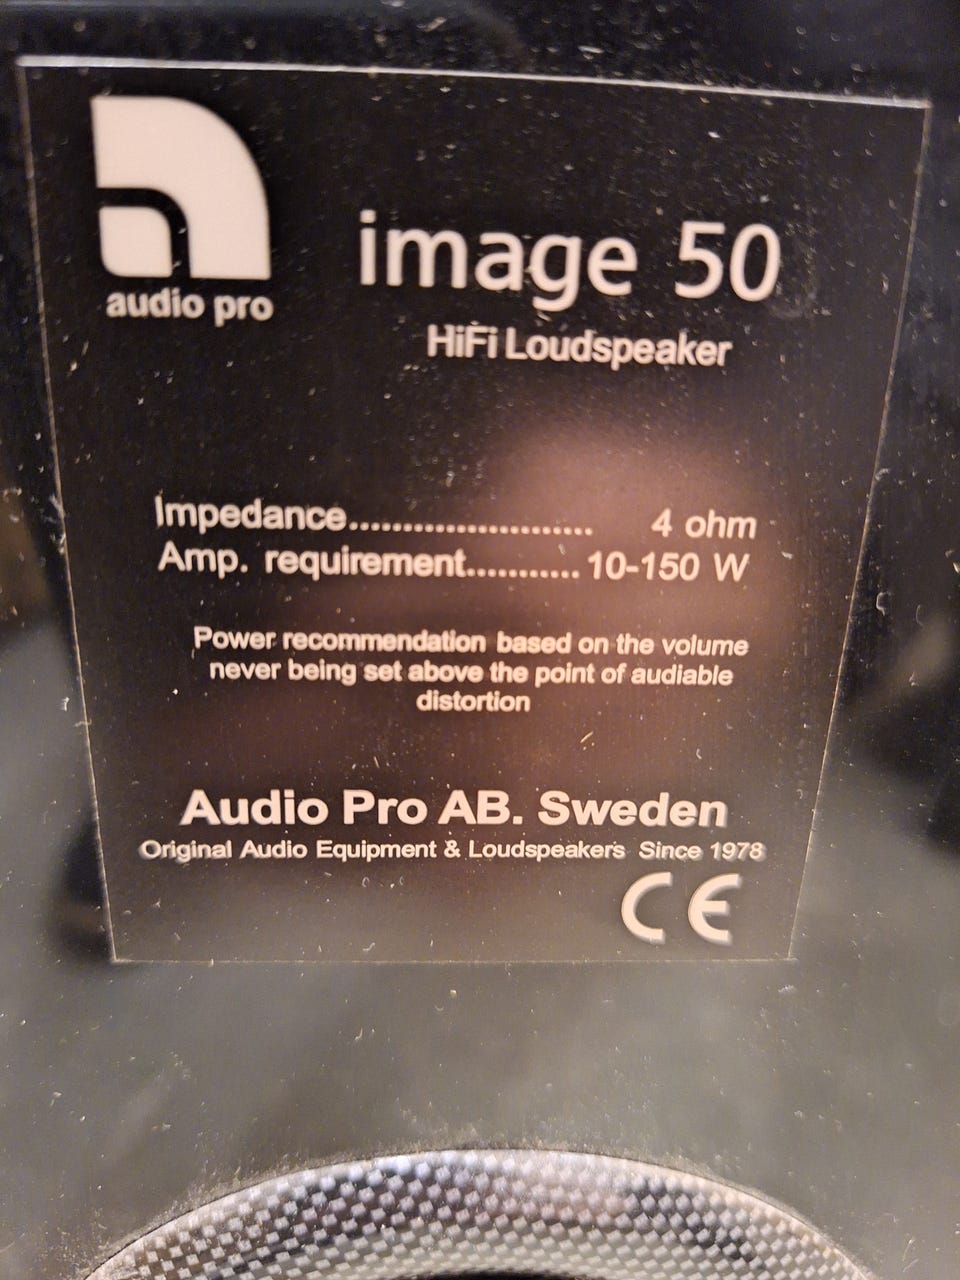 audio pro
image 50
HiFi Loudspeaker
Impedance....................... 4 ohm
Amp. requirement........... 10-150 W
Power recommendation based on the volume
never being set above the point of audiable
distortion
Audio Pro AB. Sweden
Original Audio Equipment & Loudspeakers Since 1978
CE